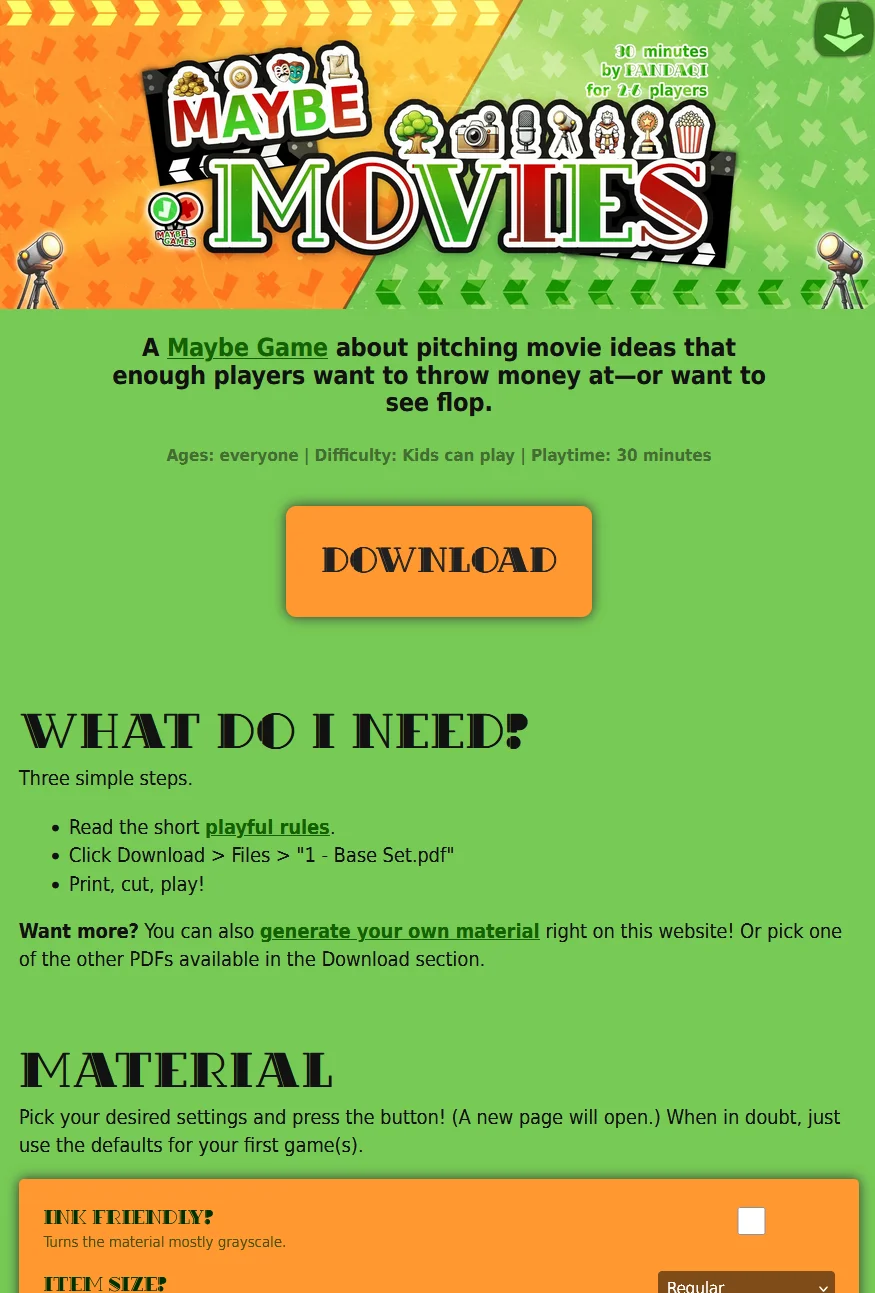 30 minutes
by PANDAQI
for 2-6 players
MAYBE
MOVIES
MAYBE
GAMES
A Maybe Game about pitching movie ideas that
enough players want to throw money at—or want to
see flop.
Ages: everyone | Difficulty: Kids can play | Playtime: 30 minutes
DOWNLOAD
WHAT DO I NEED?
Three simple steps.
• Read the short playful rules.
• Click Download > Files > "1 - Base Set.pdf"
• Print, cut, play!
Want more? You can also generate your own material right on this website! Or pick one
of the other PDFs available in the Download section.
MATERIAL
Pick your desired settings and press the button! (A new page will open.) When in doubt, just
use the defaults for your first game(s).
INK FRIENDLY?
Turns the material mostly grayscale.
ITEM SIZE?
Regular